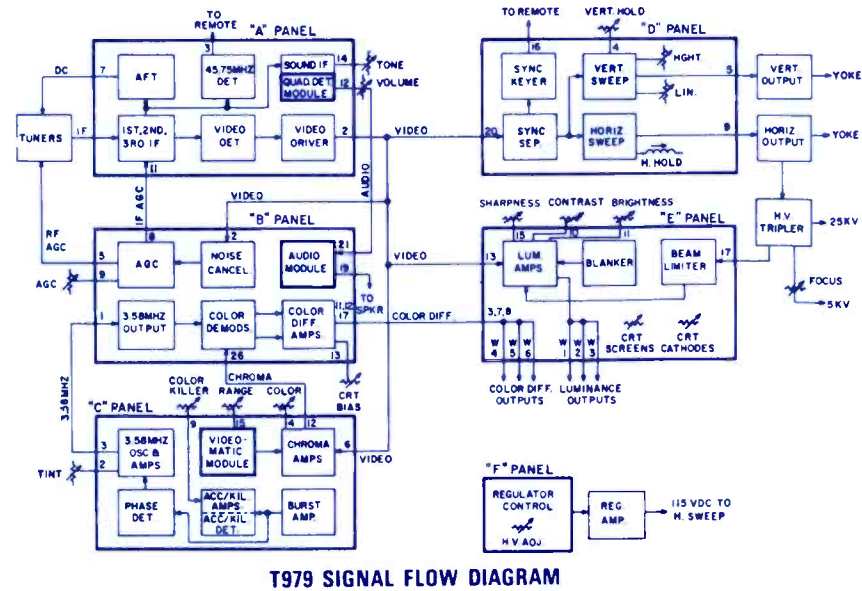 TO REMOTE
"A" PANEL
3
DC
7
AFT
45.75MHZ DET
SOUND IF
QUAD.DET. MODULE
14
TONE
12
VOLUME
TUNERS
IF
1ST,2ND, 3RD IF
VIDEO DET
VIDEO DRIVER
2
VIDEO
11
IF AGC
AUDIO
TO REMOTE
VERT. HOLD
"D" PANEL
16
4
SYNC KEYER
VERT. SWEEP
HGHT
LIN.
5
VERT. OUTPUT
YOKE
20
SYNC SEP.
HORIZ SWEEP
H. HOLD
9
HORIZ OUTPUT
YOKE
H.V. TRIPLER
25KV
FOCUS
5KV
VIDEO
"B" PANEL
8
2
RF AGC
5
AGC
9
AGC
NOISE CANCEL.
AUDIO MODULE
21
19
TO SPKR
1
3.58MHZ OUTPUT
COLOR DEMODS.
COLOR DIFF. AMPS.
11,12
17
COLOR DIFF.
26
13
CRT BIAS
SHARPNESS
CONTRAST
BRIGHTNESS
"E" PANEL
15
10
11
VIDEO
13
LUM. AMPS
BLANKER
BEAM LIMITER
17
3,7,8
CRT SCREENS
CRT CATHODES
W 4
W 5
W 6
W 1
W 2
W 3
COLOR DIFF. OUTPUTS
LUMINANCE OUTPUTS
3.58MHZ
COLOR KILLER
CHROMA
RANGE
COLOR
"C" PANEL
9
15
4
12
3
TINT
2
3.58MHZ OSC & AMPS
VIDEO-MATIC MODULE
CHROMA AMPS
6
VIDEO
PHASE DET.
ACC/KIL AMPS
ACC/KIL DET.
BURST AMP.
"F" PANEL
REGULATOR CONTROL
H.V. ADJ
REG. AMP.
115 VDC TO H. SWEEP
T979 SIGNAL FLOW DIAGRAM